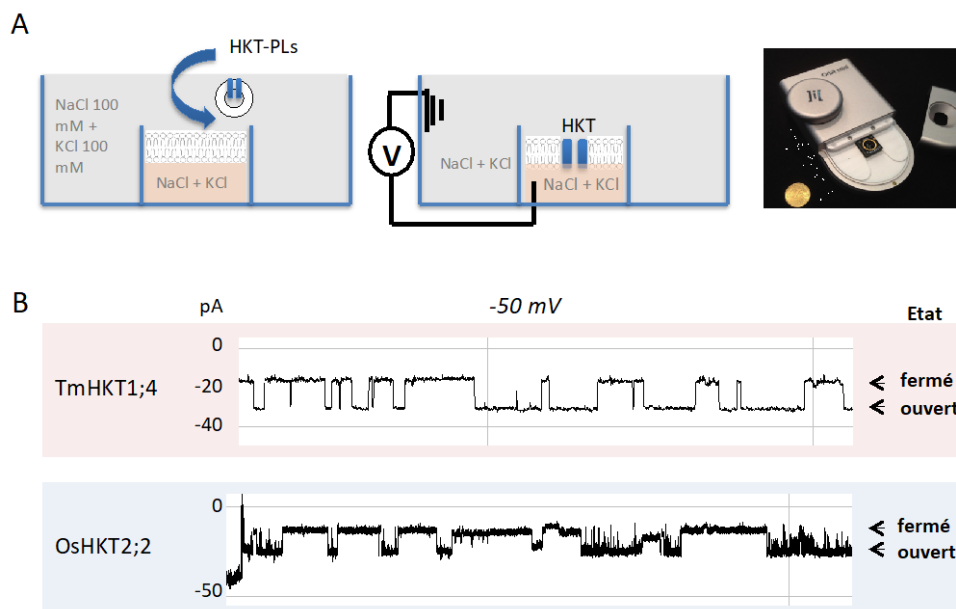 A
HKT-PLs
NaCl 100
mM +
KCl 100
mM
NaCl + KCl
V
NaCl + KCl
HKT
NaCl + KCl
B
pA
-50 mV
Etat
TmHKT1;4
0
-20
-40
fermé
ouvert
OsHKT2;2
0
-50
fermé
ouvert